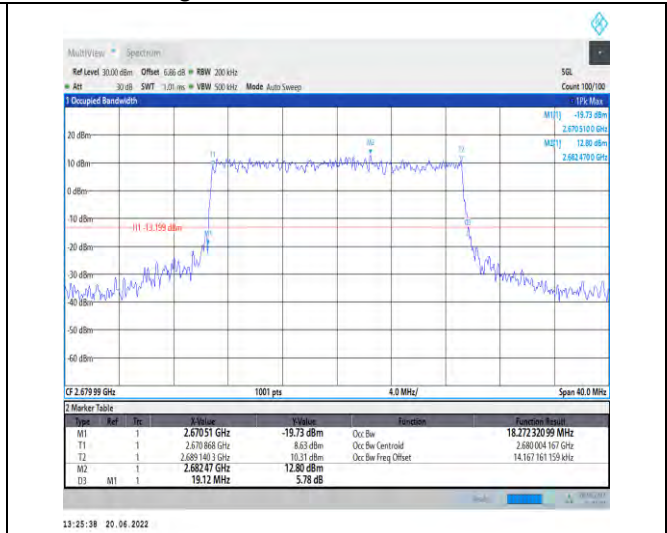 MultiView Spectrum
Ref Level 30.00 dBm Offset 6.86 dB RBW 200 kHz SGL
Att 30 dB SWT 1.01 ms VBW 500 kHz Mode Auto Sweep Count 100/100
1 Occupied Bandwidth 1Pk Max
M1[1] -19.73 dBm
2.670 510 0 GHz
20 dBm M2[1] 12.80 dBm
2.682 470 0 GHz
M2
T1 T2
10 dBm
0 dBm
-10 dBm
H1 -13.199 dBm D3
M1
-20 dBm
-30 dBm
-40 dBm
-50 dBm
-60 dBm
CF 2.679 99 GHz 1001 pts 4.0 MHz/ Span 40.0 MHz
2 Marker Table
Type Ref Trc X-Value Y-Value Function Function Result
M1 1 2.670 51 GHz -19.73 dBm Occ Bw 18.272 320 99 MHz
T1 1 2.670 868 GHz 8.63 dBm Occ Bw Centroid 2.680 004 167 GHz
T2 1 2.689 140 3 GHz 10.31 dBm Occ Bw Freq Offset 14.167 161 159 kHz
M2 1 2.682 47 GHz 12.80 dBm
D3 M1 1 19.12 MHz 5.78 dB
13:25:38 20.06.2022